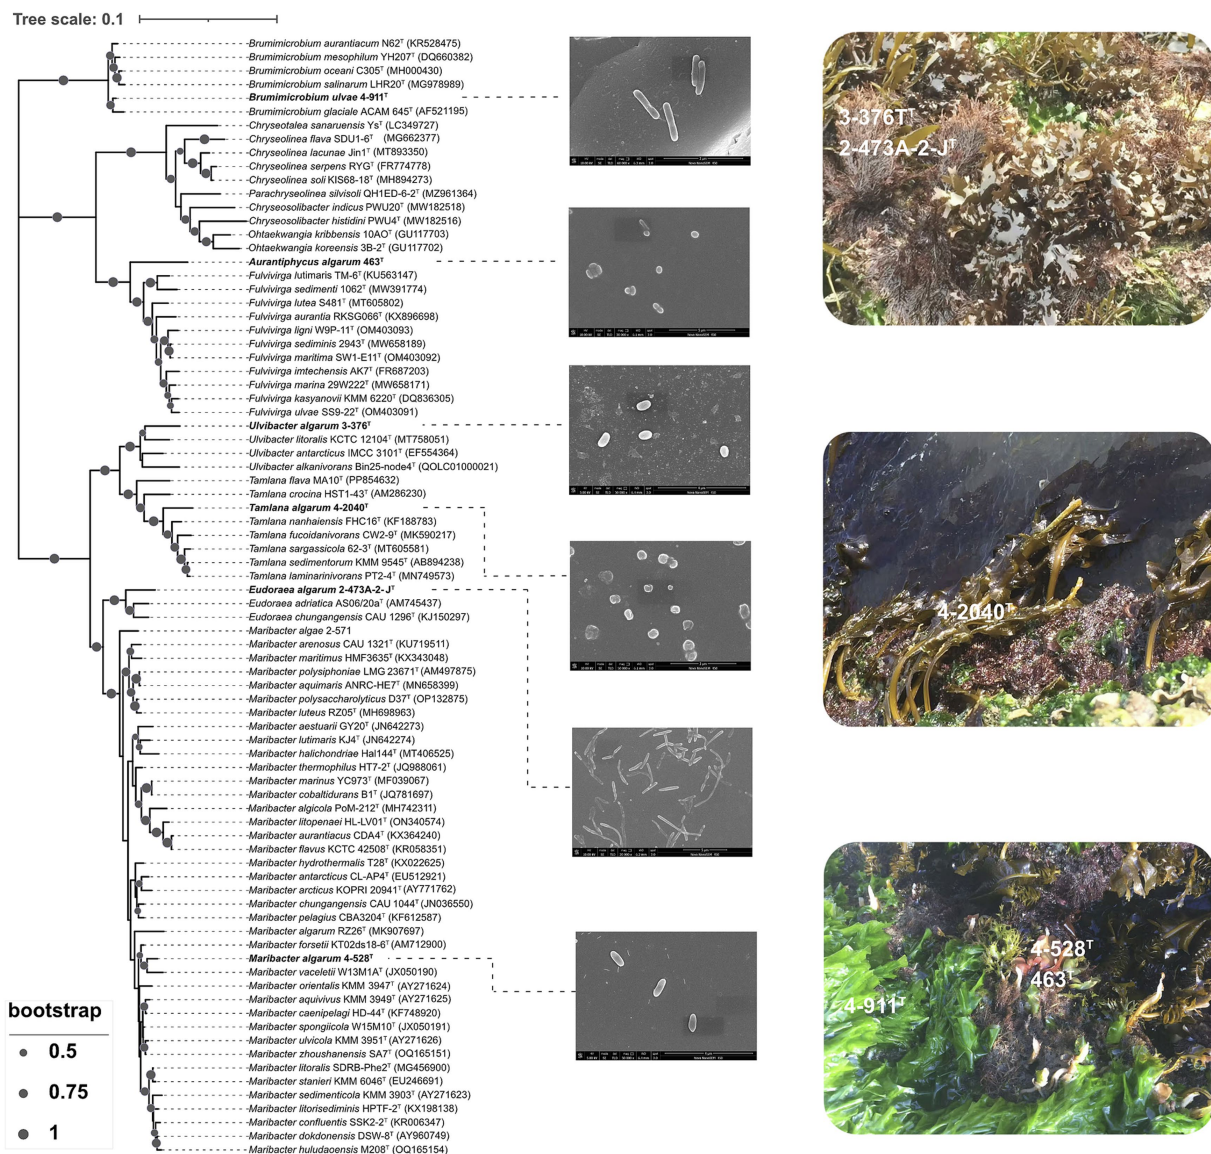 Tree scale: 0.1
Brumimicrobium aurantiacum N62ᵀ (KR528475)
Brumimicrobium mesophilum YH207ᵀ (DQ660382)
Brumimicrobium oceani C305ᵀ (MH000430)
Brumimicrobium salinarum LHR20ᵀ (MG978989)
Brumimicrobium ulvae 4-911ᵀ
Brumimicrobium glaciale ACAM 645ᵀ (AF521195)
Chryseotalea sanaruensis Ysᵀ (LC349727)
Chryseolinea flava SDU1-6ᵀ (MG662377)
Chryseolinea lacunae Jin1ᵀ (MT893350)
Chryseolinea serpens RYGᵀ (FR774778)
Chryseolinea soli KIS68-18ᵀ (MH894273)
Parachryseolinea silvisoli QH1ED-6-2ᵀ (MZ961364)
Chryseosolibacter indicus PWU20ᵀ (MW182518)
Chryseosolibacter histidini PWU4ᵀ (MW182516)
Ohtaekwangia kribbensis 10AOᵀ (GU117703)
Ohtaekwangia koreensis 3B-2ᵀ (GU117702)
Aurantiphycus algarum 463ᵀ
Fulvivirga lutimaris TM-6ᵀ (KU563147)
Fulvivirga sedimenti 1062ᵀ (MW391774)
Fulvivirga lutea S481ᵀ (MT605802)
Fulvivirga aurantia RKSG066ᵀ (KX896698)
Fulvivirga ligni W9P-11ᵀ (OM403093)
Fulvivirga sediminis 2943ᵀ (MW658189)
Fulvivirga maritima SW1-E11ᵀ (OM403092)
Fulvivirga imtechensis AK7ᵀ (FR687203)
Fulvivirga marina 29W222ᵀ (MW658171)
Fulvivirga kasyanovii KMM 6220ᵀ (DQ836305)
Fulvivirga ulvae SS9-22ᵀ (OM403091)
Ulvibacter algarum 3-376ᵀ
Ulvibacter litoralis KCTC 12104ᵀ (MT758051)
Ulvibacter antarcticus IMCC 3101ᵀ (EF554364)
Ulvibacter alkanivorans Bin25-node4ᵀ (QOLC01000021)
Tamlana flava MA10ᵀ (PP854632)
Tamlana crocina HST1-43ᵀ (AM286230)
Tamlana algarum 4-2040ᵀ
Tamlana nanhaiensis FHC16ᵀ (KF188783)
Tamlana fucoidanivorans CW2-9ᵀ (MK590217)
Tamlana sargassicola 62-3ᵀ (MT605581)
Tamlana sedimentorum KMM 9545ᵀ (AB894238)
Tamlana laminarinivorans PT2-4ᵀ (MN749573)
Eudoraea algarum 2-473A-2-Jᵀ
Eudoraea adriatica AS06/20aᵀ (AM745437)
Eudoraea chungangensis CAU 1296ᵀ (KJ150297)
Maribacter algae 2-571
Maribacter arenosus CAU 1321ᵀ (KU719511)
Maribacter maritimus HMF3635ᵀ (KX343048)
Maribacter polysiphoniae LMG 23671ᵀ (AM497875)
Maribacter aquimaris ANRC-HE7ᵀ (MN658399)
Maribacter polysaccharolyticus D37ᵀ (OP132875)
Maribacter luteus RZ05ᵀ (MH698963)
Maribacter aestuarii GY20ᵀ (JN642273)
Maribacter lutimaris KJ4ᵀ (JN642274)
Maribacter halichondriae Hal144ᵀ (MT406525)
Maribacter thermophilus HT7-2ᵀ (JQ988061)
Maribacter marinus YC973ᵀ (MF039067)
Maribacter cobaltidurans B1ᵀ (JQ781697)
Maribacter algicola PoM-212ᵀ (MH742311)
Maribacter litopenaei HL-LV01ᵀ (ON340574)
Maribacter aurantiacus CDA4ᵀ (KX364240)
Maribacter flavus KCTC 42508ᵀ (KR058351)
Maribacter hydrothermalis T28ᵀ (KX022625)
Maribacter antarcticus CL-AP4ᵀ (EU512921)
Maribacter arcticus KOPRI 20941ᵀ (AY771762)
Maribacter chungangensis CAU 1044ᵀ (JN036550)
Maribacter pelagius CBA3204ᵀ (KF612587)
Maribacter algarum RZ26ᵀ (MK907697)
Maribacter forsetii KT02ds18-6ᵀ (AM712900)
Maribacter algarum 4-528ᵀ
Maribacter vaceletii W13M1Aᵀ (JX050190)
Maribacter orientalis KMM 3947ᵀ (AY271624)
Maribacter aquivivus KMM 3949ᵀ (AY271625)
Maribacter caenipelagi HD-44ᵀ (KF748920)
Maribacter spongiicola W15M10ᵀ (JX050191)
Maribacter ulvicola KMM 3951ᵀ (AY271626)
Maribacter zhoushanensis SA7ᵀ (OQ165151)
Maribacter litoralis SDRB-Phe2ᵀ (MG456900)
Maribacter stanieri KMM 6046ᵀ (EU246691)
Maribacter sedimenticola KMM 3903ᵀ (AY271623)
Maribacter litorisediminis HPTF-2ᵀ (KX198138)
Maribacter confluentis SSK2-2ᵀ (KR006347)
Maribacter dokdonensis DSW-8ᵀ (AY960749)
Maribacter huludaoensis M208ᵀ (OQ165154)
bootstrap
0.5
0.75
1
3-376Tᵀ
2-473A-2-Jᵀ
4-2040ᵀ
4-528ᵀ
463ᵀ
4-911ᵀ